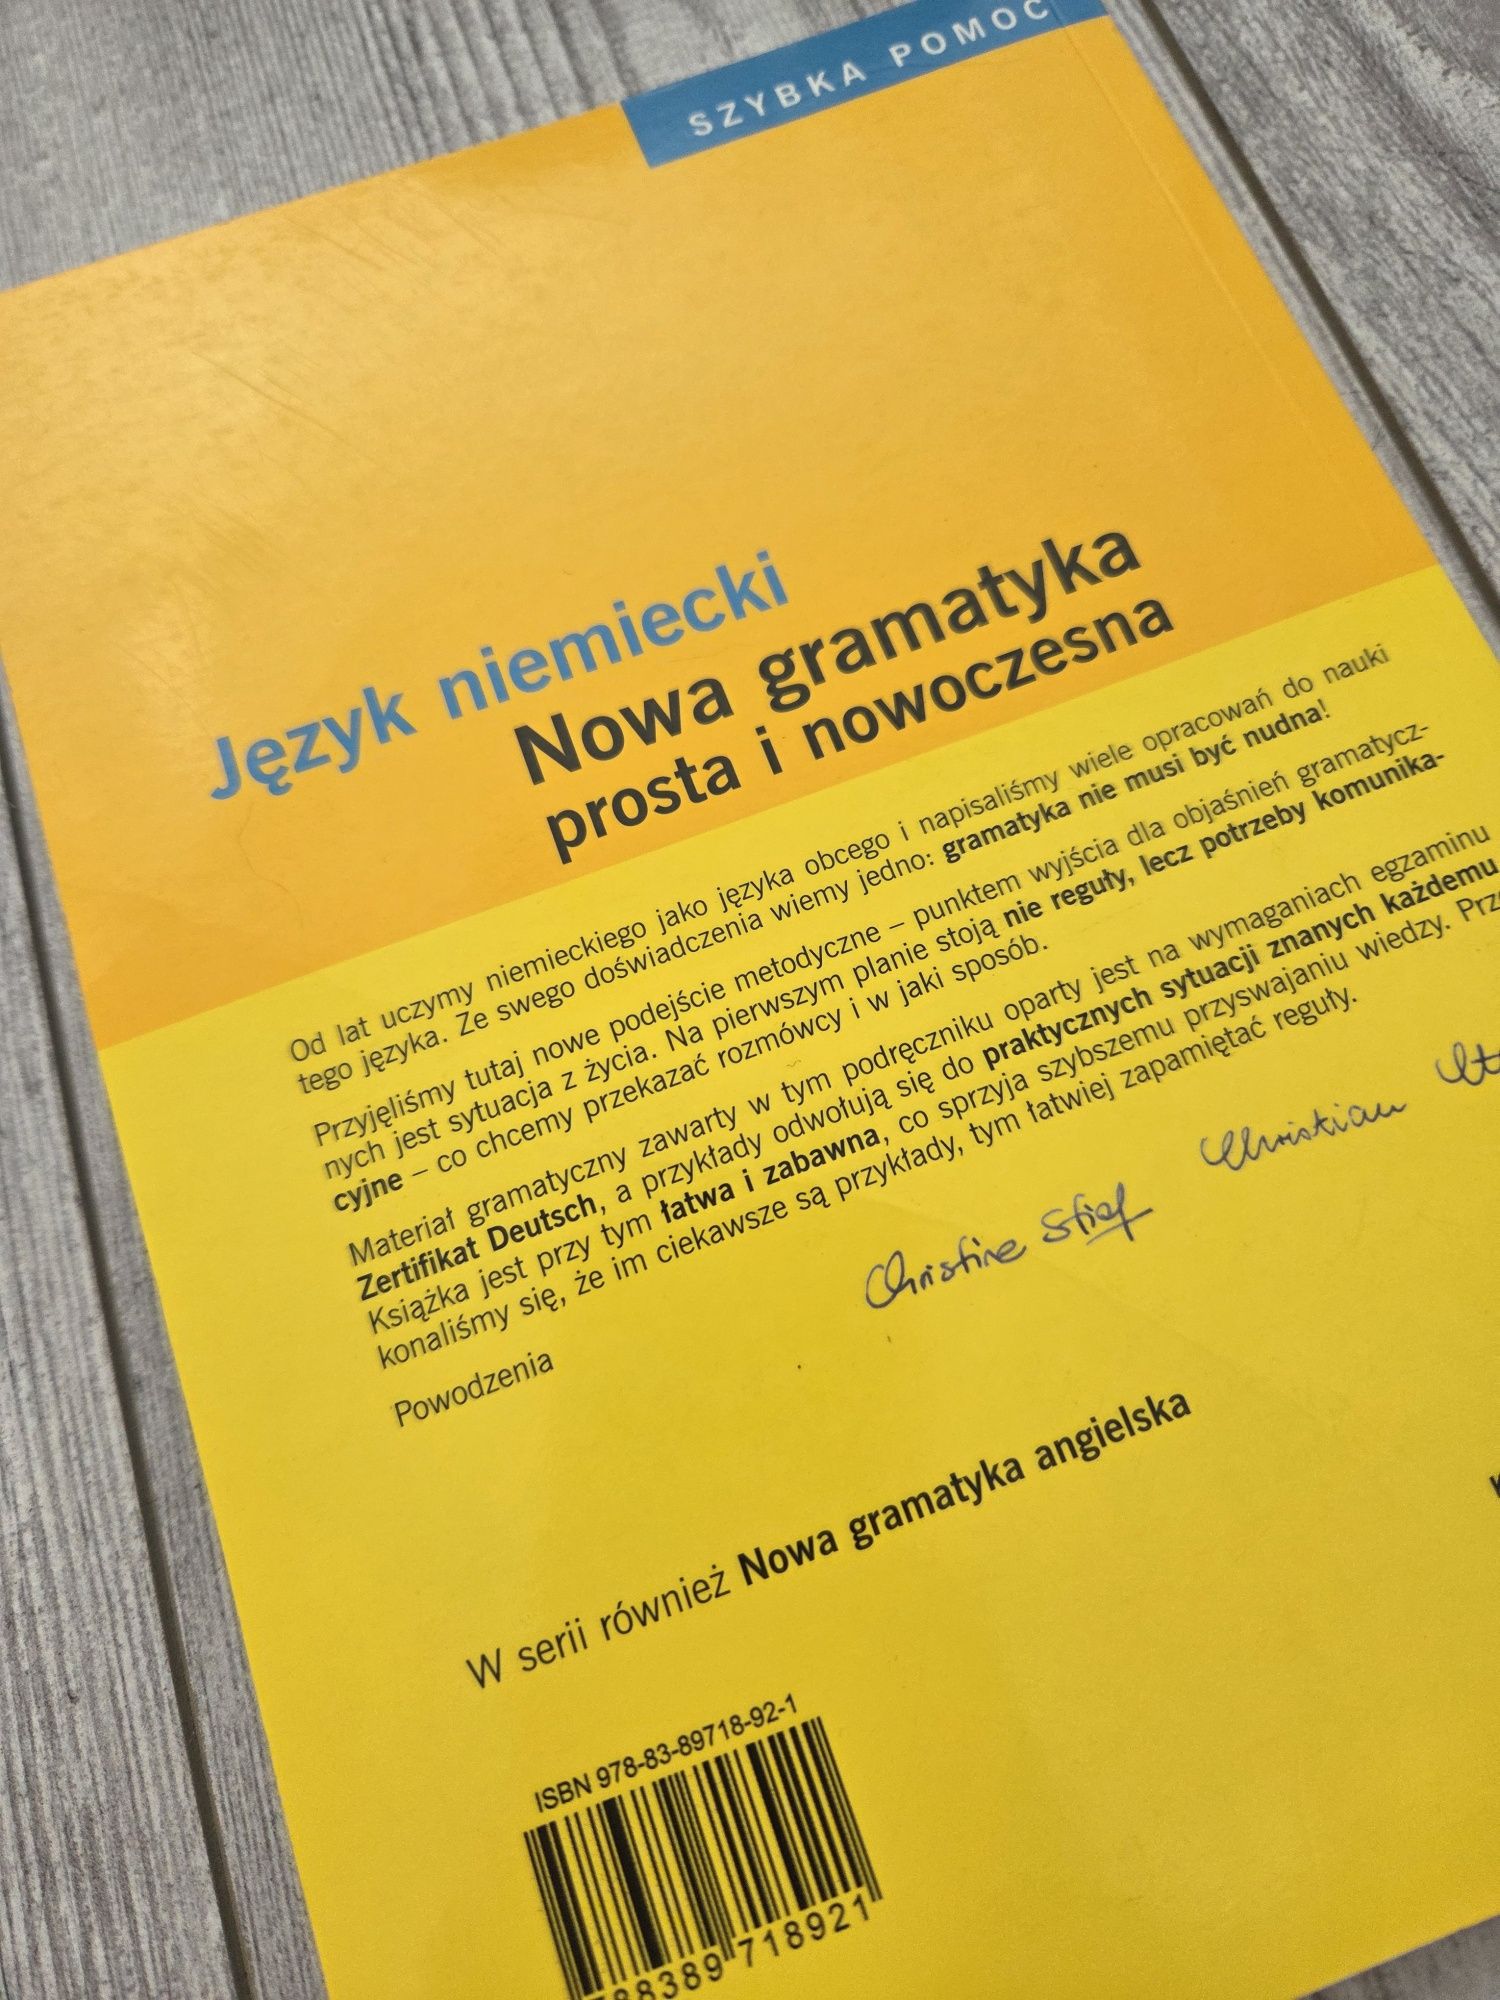 SZYBKA POMOC
Język niemiecki
Nowa gramatyka
prosta i nowoczesna
Od lat uczymy niemieckiego jako języka obcego i napisaliśmy wiele opracowań do nauki
tego języka. Ze swego doświadczenia wiemy jedno: gramatyka nie musi być nudna!
Przyjęliśmy tutaj nowe podejście metodyczne – punktem wyjścia dla objaśnień gramatycz-
nych jest sytuacja z życia. Na pierwszym planie stoją nie reguły, lecz potrzeby komunika-
cyjne – co chcemy przekazać rozmówcy i w jaki sposób.
Materiał gramatyczny zawarty w tym podręczniku oparty jest na wymaganiach egzaminu
Zertifikat Deutsch, a przykłady odwołują się do praktycznych sytuacji znanych każdemu
Książka jest przy tym łatwa i zabawna, co sprzyja szybszemu przyswajaniu wiedzy. Prze
konaliśmy się, że im ciekawsze są przykłady, tym łatwiej zapamiętać reguły.
Christine Stief Christian
Powodzenia
W serii również Nowa gramatyka angielska
ISBN 978-83-89718-92-1
788389 718921